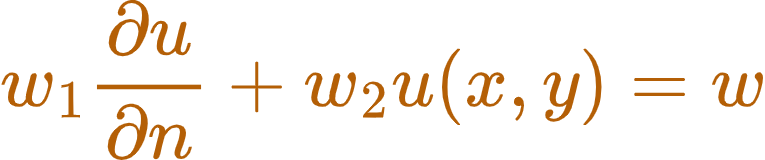 w₁ ∂u/∂n + w₂u(x, y) = w